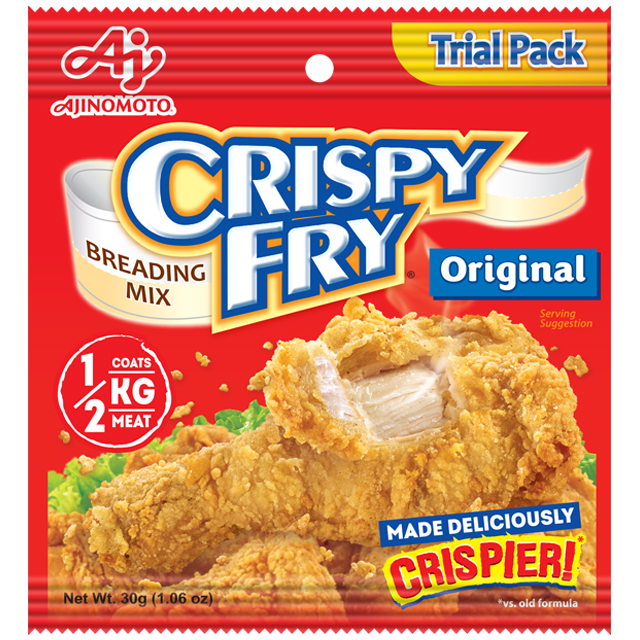 Aj
AJINOMOTO®
Trial Pack
CRISPY
FRY®
BREADING
MIX
Original
Serving
Suggestion
1/2 KG
COATS
MEAT
MADE DELICIOUSLY
CRISPIER!*
*vs. old formula
Net Wt. 30g (1.06 oz)